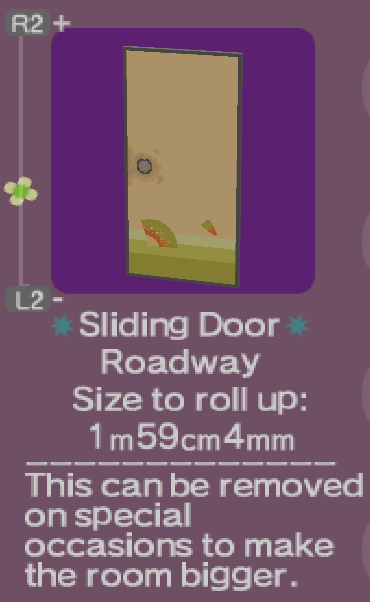 R2 +
L2 -
Sliding Door
Roadway
Size to roll up:
1m59cm4mm
This can be removed
on special
occasions to make
the room bigger.